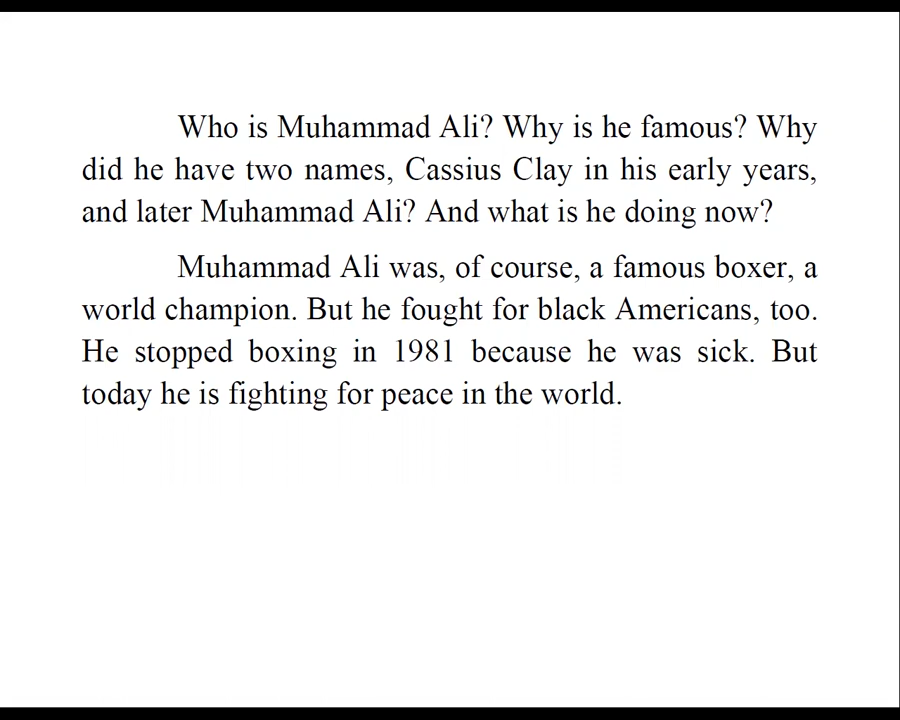 Who is Muhammad Ali? Why is he famous? Why
did he have two names, Cassius Clay in his early years,
and later Muhammad Ali? And what is he doing now?
Muhammad Ali was, of course, a famous boxer, a
world champion. But he fought for black Americans, too.
He stopped boxing in 1981 because he was sick. But
today he is fighting for peace in the world.